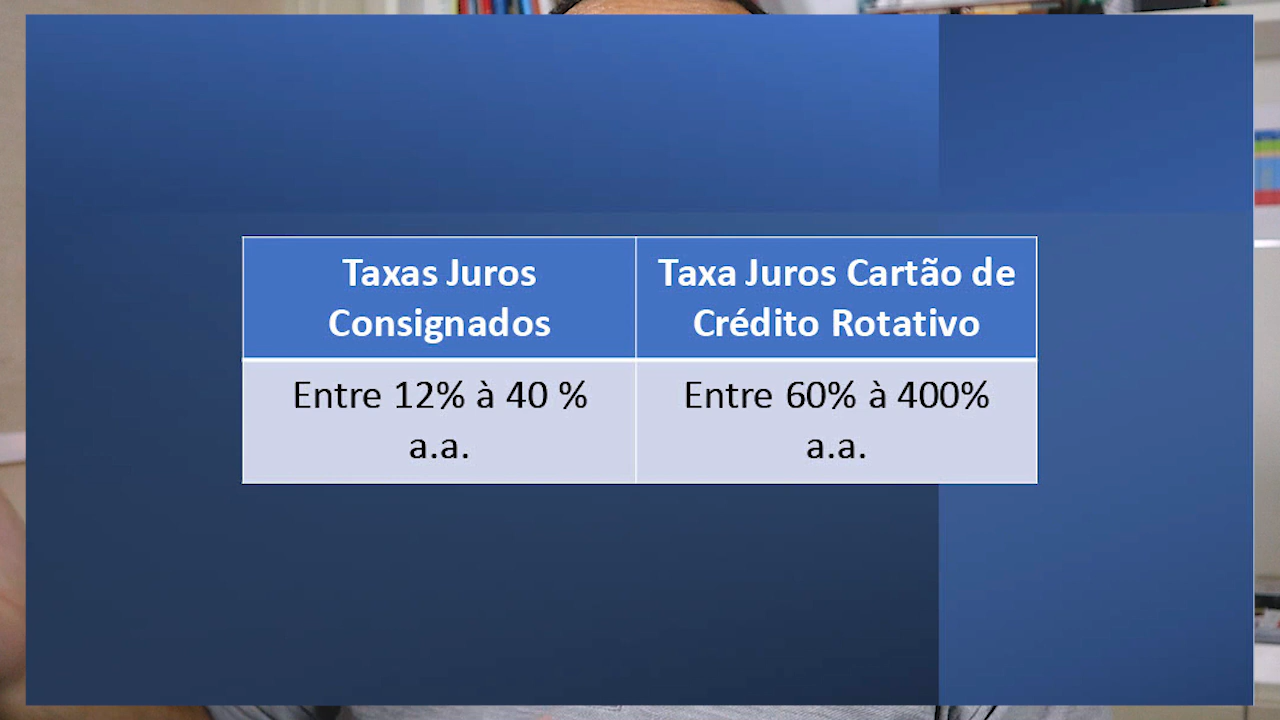 Taxas Juros
Consignados
Taxa Juros Cartão de
Crédito Rotativo
Entre 12% à 40 %
a.a.
Entre 60% à 400%
a.a.